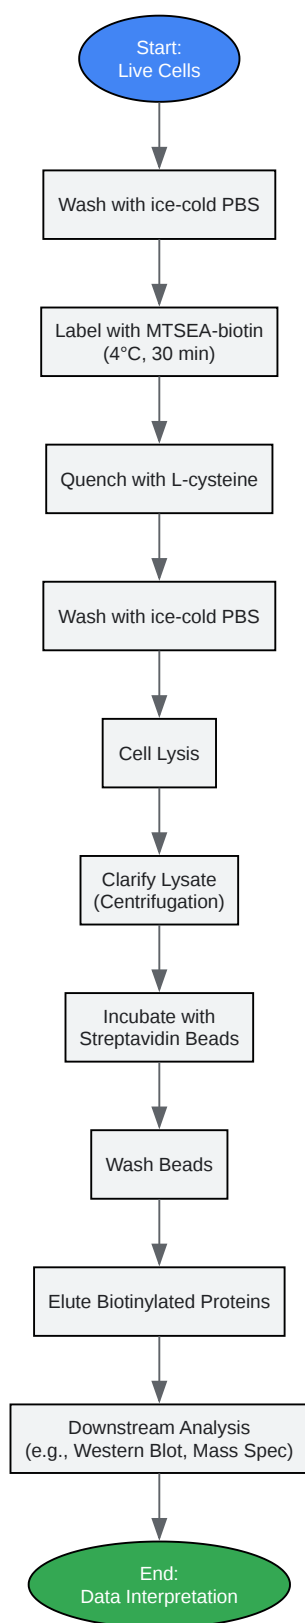 Start:
Live Cells
Wash with ice-cold PBS
Label with MTSEA-biotin
(4°C, 30 min)
Quench with L-cysteine
Wash with ice-cold PBS
Cell Lysis
Clarify Lysate
(Centrifugation)
Incubate with
Streptavidin Beads
Wash Beads
Elute Biotinylated Proteins
Downstream Analysis
(e.g., Western Blot, Mass Spec)
End:
Data Interpretation